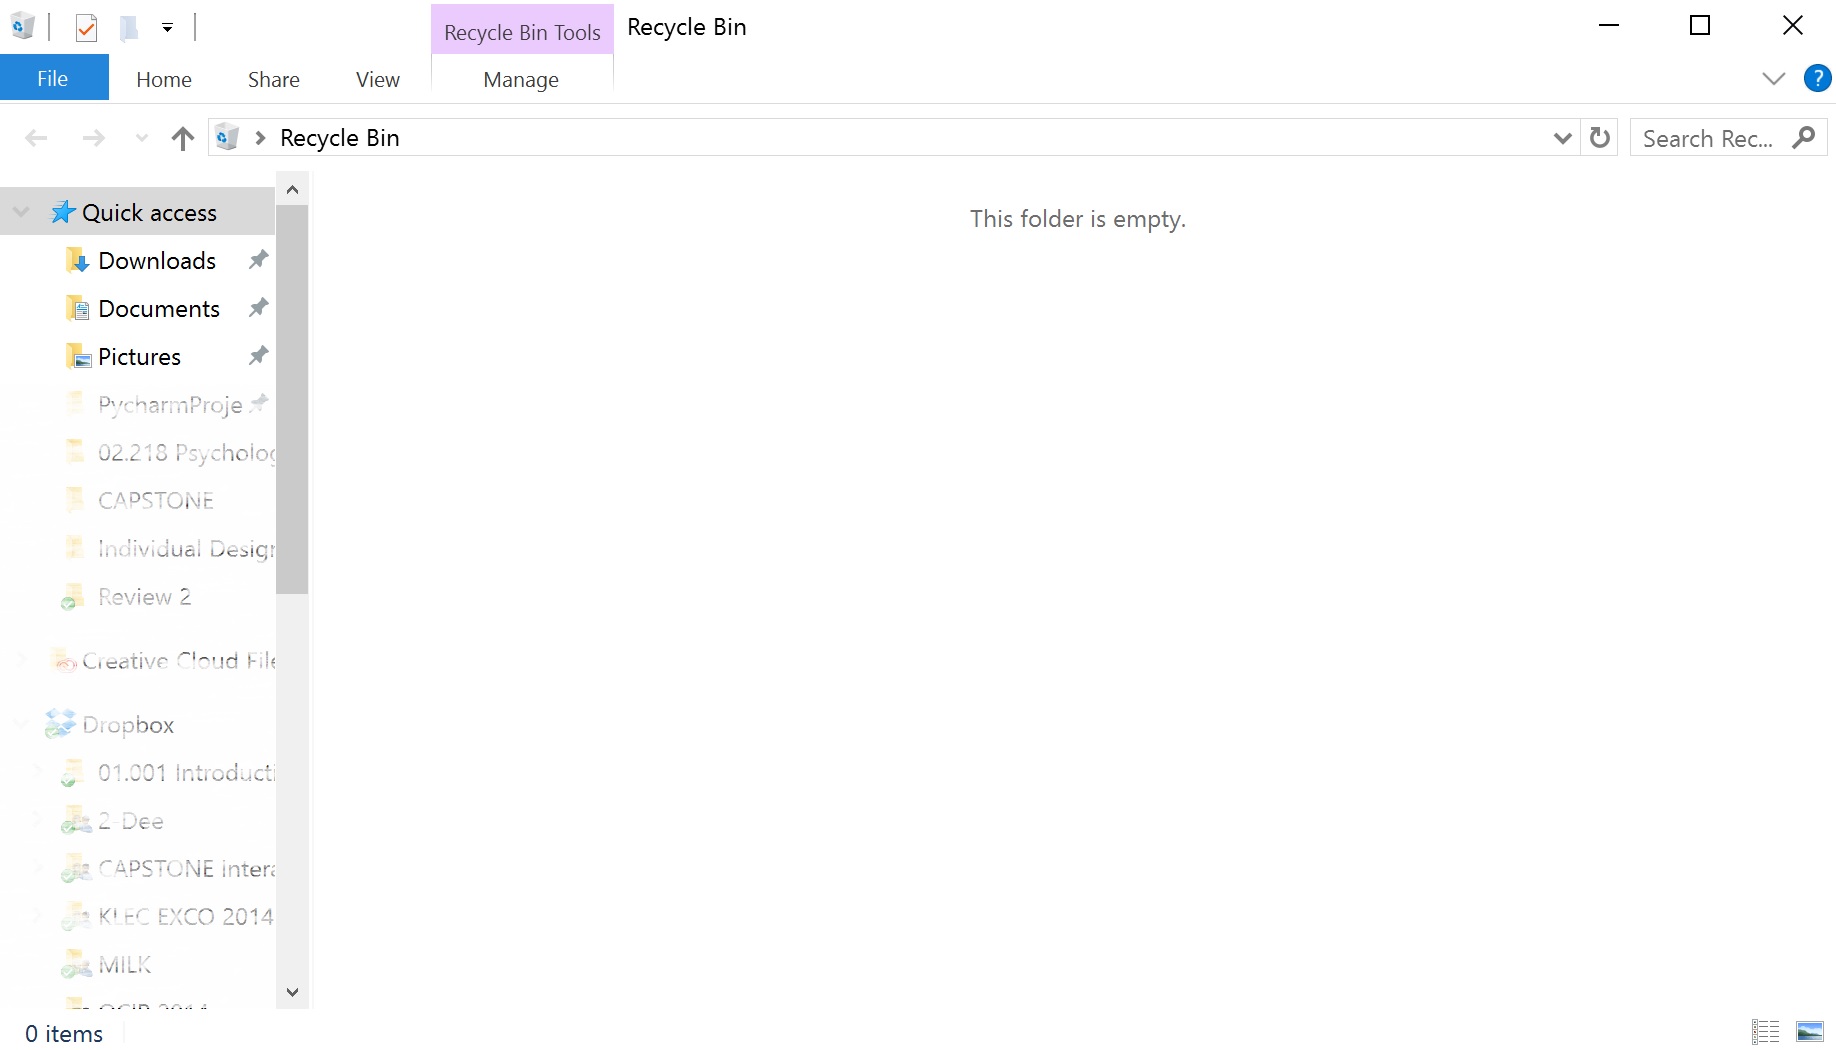 Recycle Bin Tools
Recycle Bin
File
Home
Share
View
Manage
?
Recycle Bin
Search Rec...
Quick access
Downloads
Documents
Pictures
PycharmProje
02.218 Psycholog
CAPSTONE
Individual Design
Review 2
Creative Cloud File
Dropbox
01.001 Introducti
2-Dee
CAPSTONE Intera
KLEC EXCO 2014
MILK
This folder is empty.
0 items